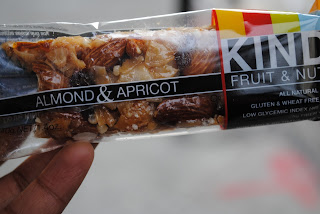 KIND
FRUIT & NUT
ALMOND & APRICOT
ALL NATURAL
GLUTEN & WHEAT FREE
LOW GLYCEMIC INDEX